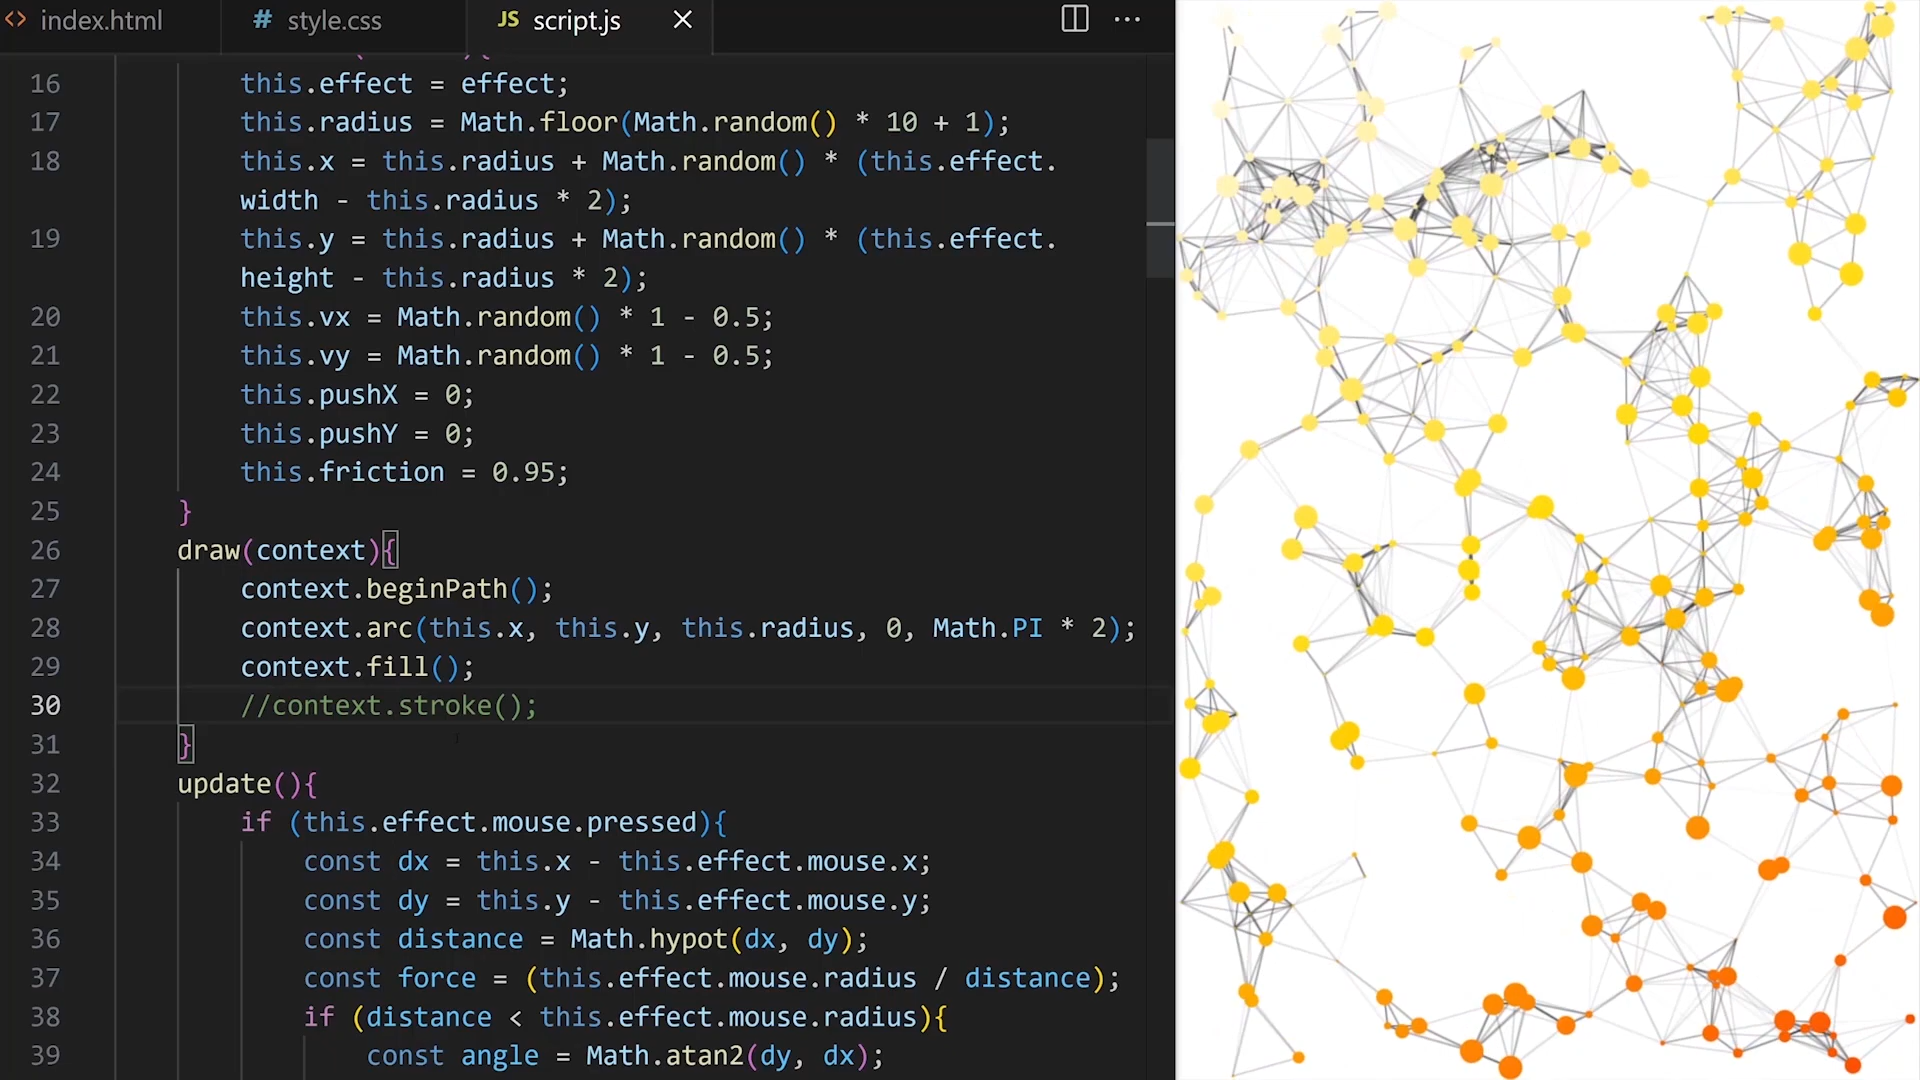 <> index.html
# style.css
JS script.js
16 this.effect = effect;
17 this.radius = Math.floor(Math.random() * 10 + 1);
18 this.x = this.radius + Math.random() * (this.effect.
width - this.radius * 2);
19 this.y = this.radius + Math.random() * (this.effect.
height - this.radius * 2);
20 this.vx = Math.random() * 1 - 0.5;
21 this.vy = Math.random() * 1 - 0.5;
22 this.pushX = 0;
23 this.pushY = 0;
24 this.friction = 0.95;
25 }
26 draw(context){
27 context.beginPath();
28 context.arc(this.x, this.y, this.radius, 0, Math.PI * 2);
29 context.fill();
30 //context.stroke();
31 }
32 update(){
33 if (this.effect.mouse.pressed){
34 const dx = this.x - this.effect.mouse.x;
35 const dy = this.y - this.effect.mouse.y;
36 const distance = Math.hypot(dx, dy);
37 const force = (this.effect.mouse.radius / distance);
38 if (distance < this.effect.mouse.radius){
39 const angle = Math.atan2(dy, dx);